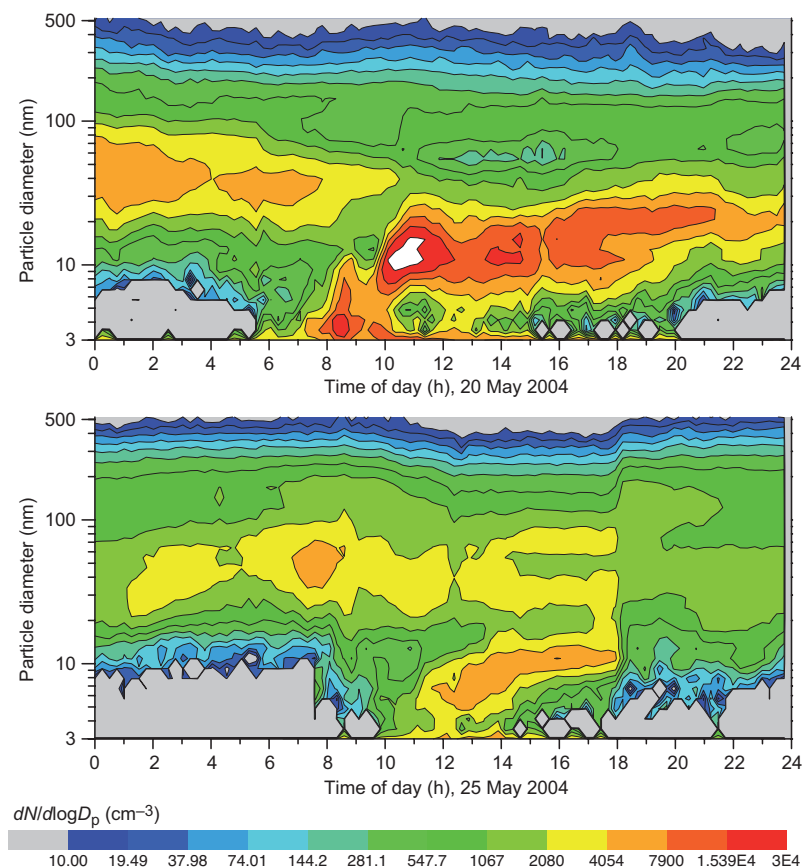 500
100
10
3
Particle diameter (nm)
0 2 4 6 8 10 12 14 16 18 20 22 24
Time of day (h), 20 May 2004
500
100
10
3
Particle diameter (nm)
0 2 4 6 8 10 12 14 16 18 20 22 24
Time of day (h), 25 May 2004
dN/dlogDp (cm–3)
10.00 19.49 37.98 74.01 144.2 281.1 547.7 1067 2080 4054 7900 1.539E4 3E4